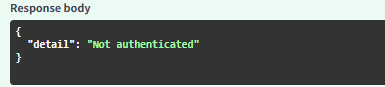 Response body
{
  "detail": "Not authenticated"
}